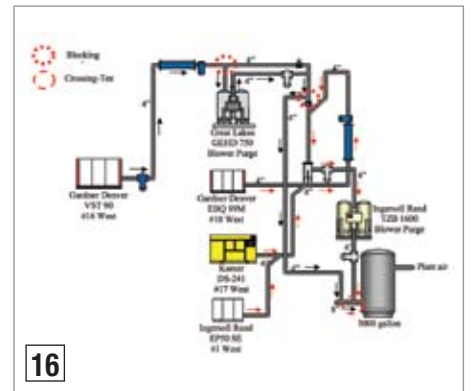 Blocking
Crossing-Tee
Great Lakes
GEHD 750
Blower Purge
Gardner Denver
VST 90
#16 West
Gardner Denver
EBQ 99M
#18 West
Ingersoll Rand
TZB 1600
Blower Purge
Kaeser
DS-241
#17 West
Plant air
Ingersoll Rand
EP50 SE
#1 West
3000 gallon
16